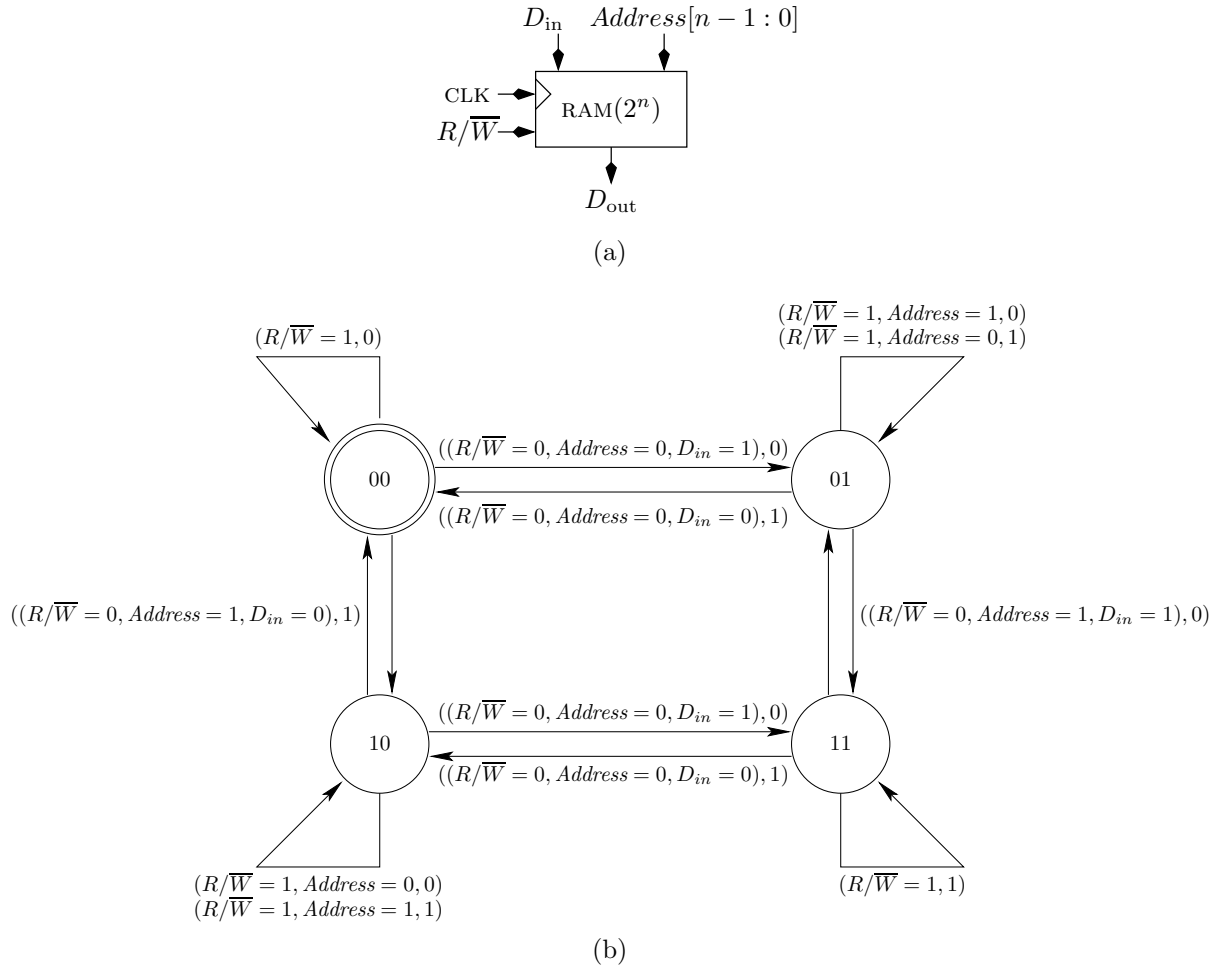 D_in Address[n − 1 : 0]
CLK
RAM(2^n)
R/W̅
D_out
(a)
(R/W̅ = 1, 0)
(R/W̅ = 1, Address = 1, 0)
(R/W̅ = 1, Address = 0, 1)
((R/W̅ = 0, Address = 0, D_in = 1), 0)
00
01
((R/W̅ = 0, Address = 0, D_in = 0), 1)
((R/W̅ = 0, Address = 1, D_in = 0), 1)
((R/W̅ = 0, Address = 1, D_in = 1), 0)
((R/W̅ = 0, Address = 0, D_in = 1), 0)
10
11
((R/W̅ = 0, Address = 0, D_in = 0), 1)
(R/W̅ = 1, Address = 0, 0)
(R/W̅ = 1, Address = 1, 1)
(R/W̅ = 1, 1)
(b)